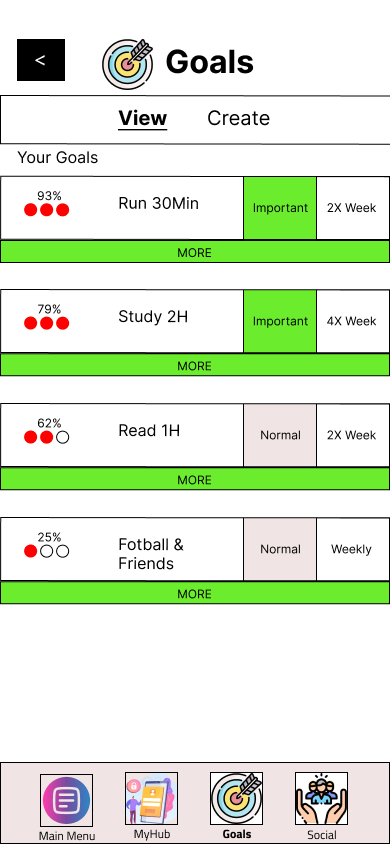 <
Goals
View Create
Your Goals
93%
Run 30Min
Important
2X Week
MORE
79%
Study 2H
Important
4X Week
MORE
62%
Read 1H
Normal
2X Week
MORE
25%
Fotball &
Friends
Normal
Weekly
MORE
Main Menu
MyHub
Goals
Social